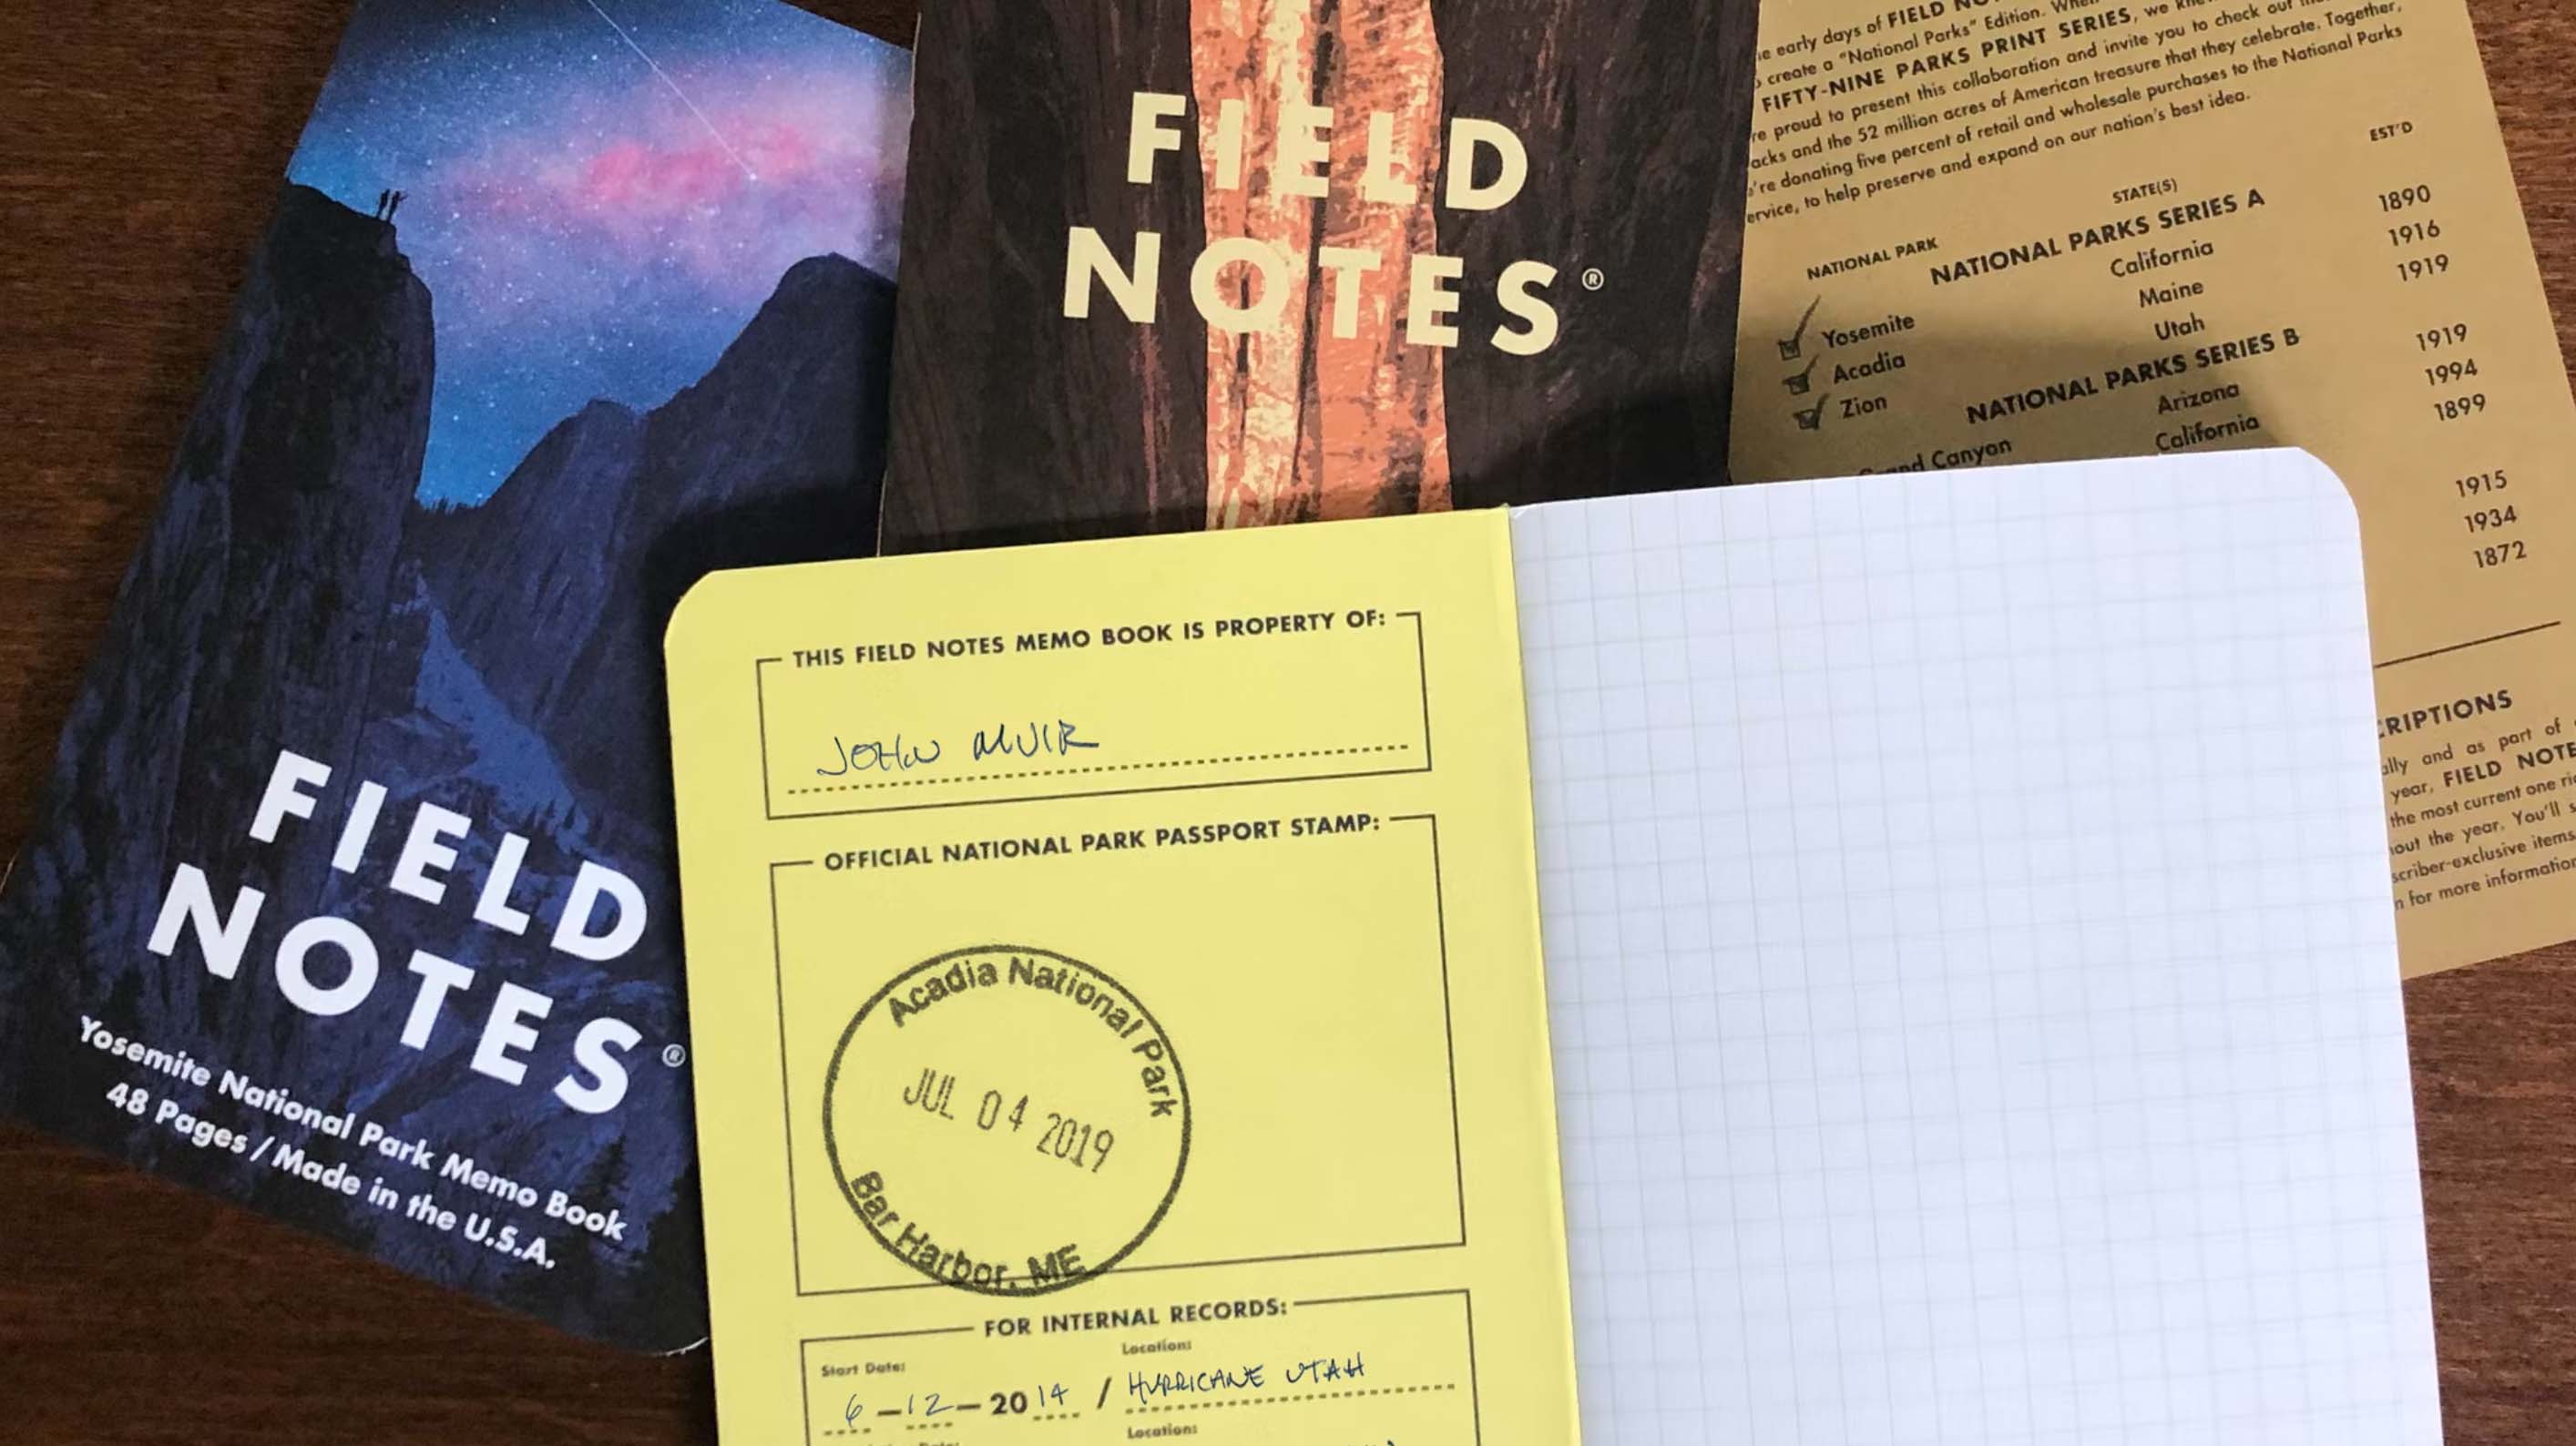 FIELD
NOTES®
Yosemite National Park Memo Book
48 Pages / Made in the U.S.A.
FIELD
NOTES®
early days of FIELD
create a "National Parks" Edition.
FIFTY-NINE PARKS PRINT SERIES, we
proud to present this collaboration and invite you to check out
and the 52 million acres of American treasure that they celebrate. Together,
're donating five percent of retail and wholesale purchases to the National Parks
ervice, to help preserve and expand on our nation's best idea.
NATIONAL PARK STATE(S) EST'D
NATIONAL PARKS SERIES A
Yosemite California 1890
Acadia Maine 1916
Zion Utah 1919
NATIONAL PARKS SERIES B
Canyon Arizona 1919
California 1994
1899
1915
1934
1872
RIPTIONS
ally and as part of
year, FIELD NOTE
the most current one
out the year. You'll
scriber-exclusive items
for more information
THIS FIELD NOTES MEMO BOOK IS PROPERTY OF:
JOHN MUIR
OFFICIAL NATIONAL PARK PASSPORT STAMP:
Acadia National Park
JUL 04 2019
Bar Harbor, ME
FOR INTERNAL RECORDS:
Start Date: Location:
6-12-2014 / HURRICANE UTAH
Location: